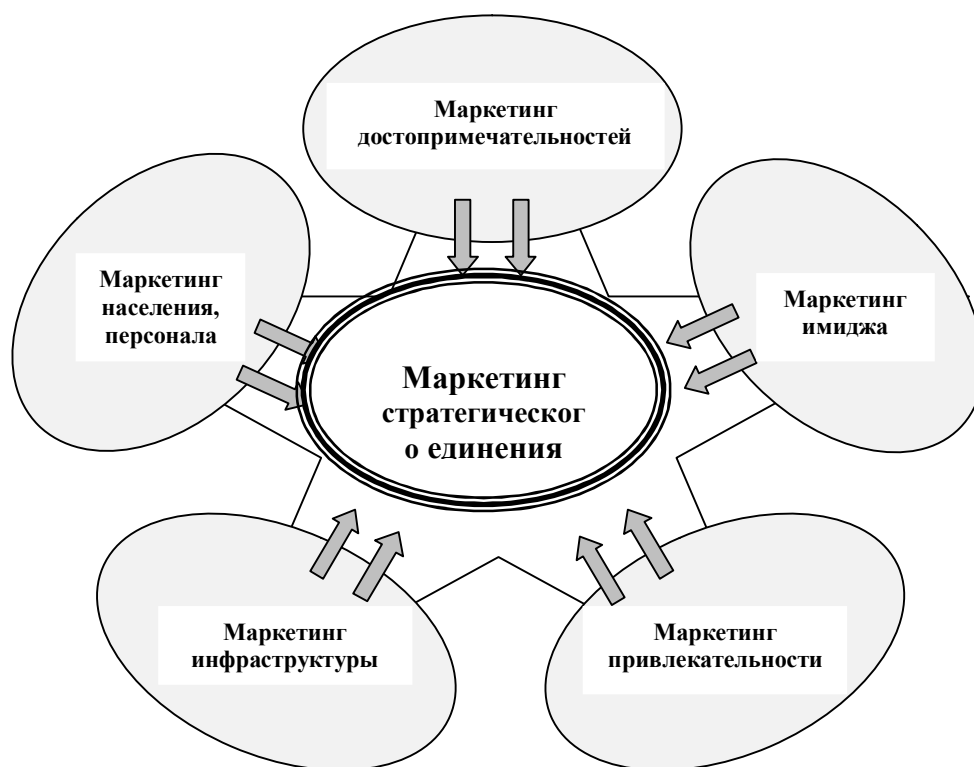 Маркетинг
достопримечательностей
Маркетинг
населения,
персонала
Маркетинг
имиджа
Маркетинг
стратегическог
о единения
Маркетинг
инфраструктуры
Маркетинг
привлекательности